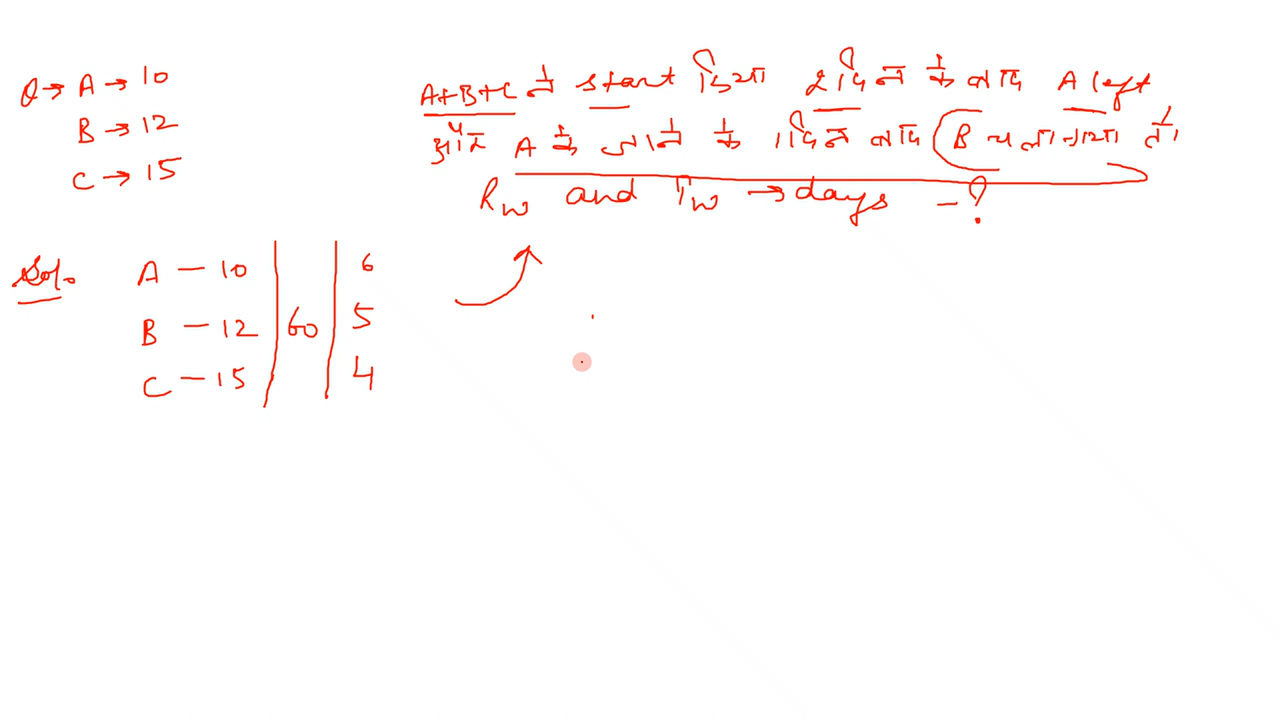 Q→ A → 10
B → 12
C → 15
A+B+C ने start किया 2 दिन के बाद A left
और A के जाने के 1 दिन बाद B चला गया तो
Rw and Tw → days - ?
Sol.
A - 10 6
B - 12 60 5
C - 15 4